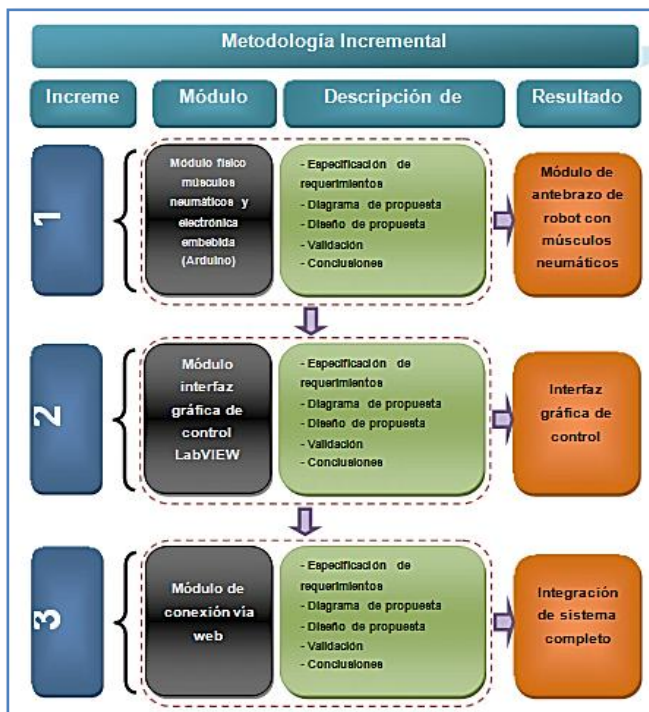 Metodología Incremental
Increme
Módulo
Descripción de
Resultado
1
Módulo físico
músculos
neumáticos y
electrónica
embebida
(Arduino)
- Especificación de
requerimientos
- Diagrama de propuesta
- Diseño de propuesta
- Validación
- Conclusiones
Módulo de
antebrazo de
robot con
músculos
neumáticos
2
Módulo
interfaz
gráfica de
control
LabVIEW
- Especificación de
requerimientos
- Diagrama de propuesta
- Diseño de propuesta
- Validación
- Conclusiones
Interfaz
gráfica de
control
3
Módulo de
conexión vía
web
- Especificación de
requerimientos
- Diagrama de propuesta
- Diseño de propuesta
- Validación
- Conclusiones
Integración
de sistema
completo